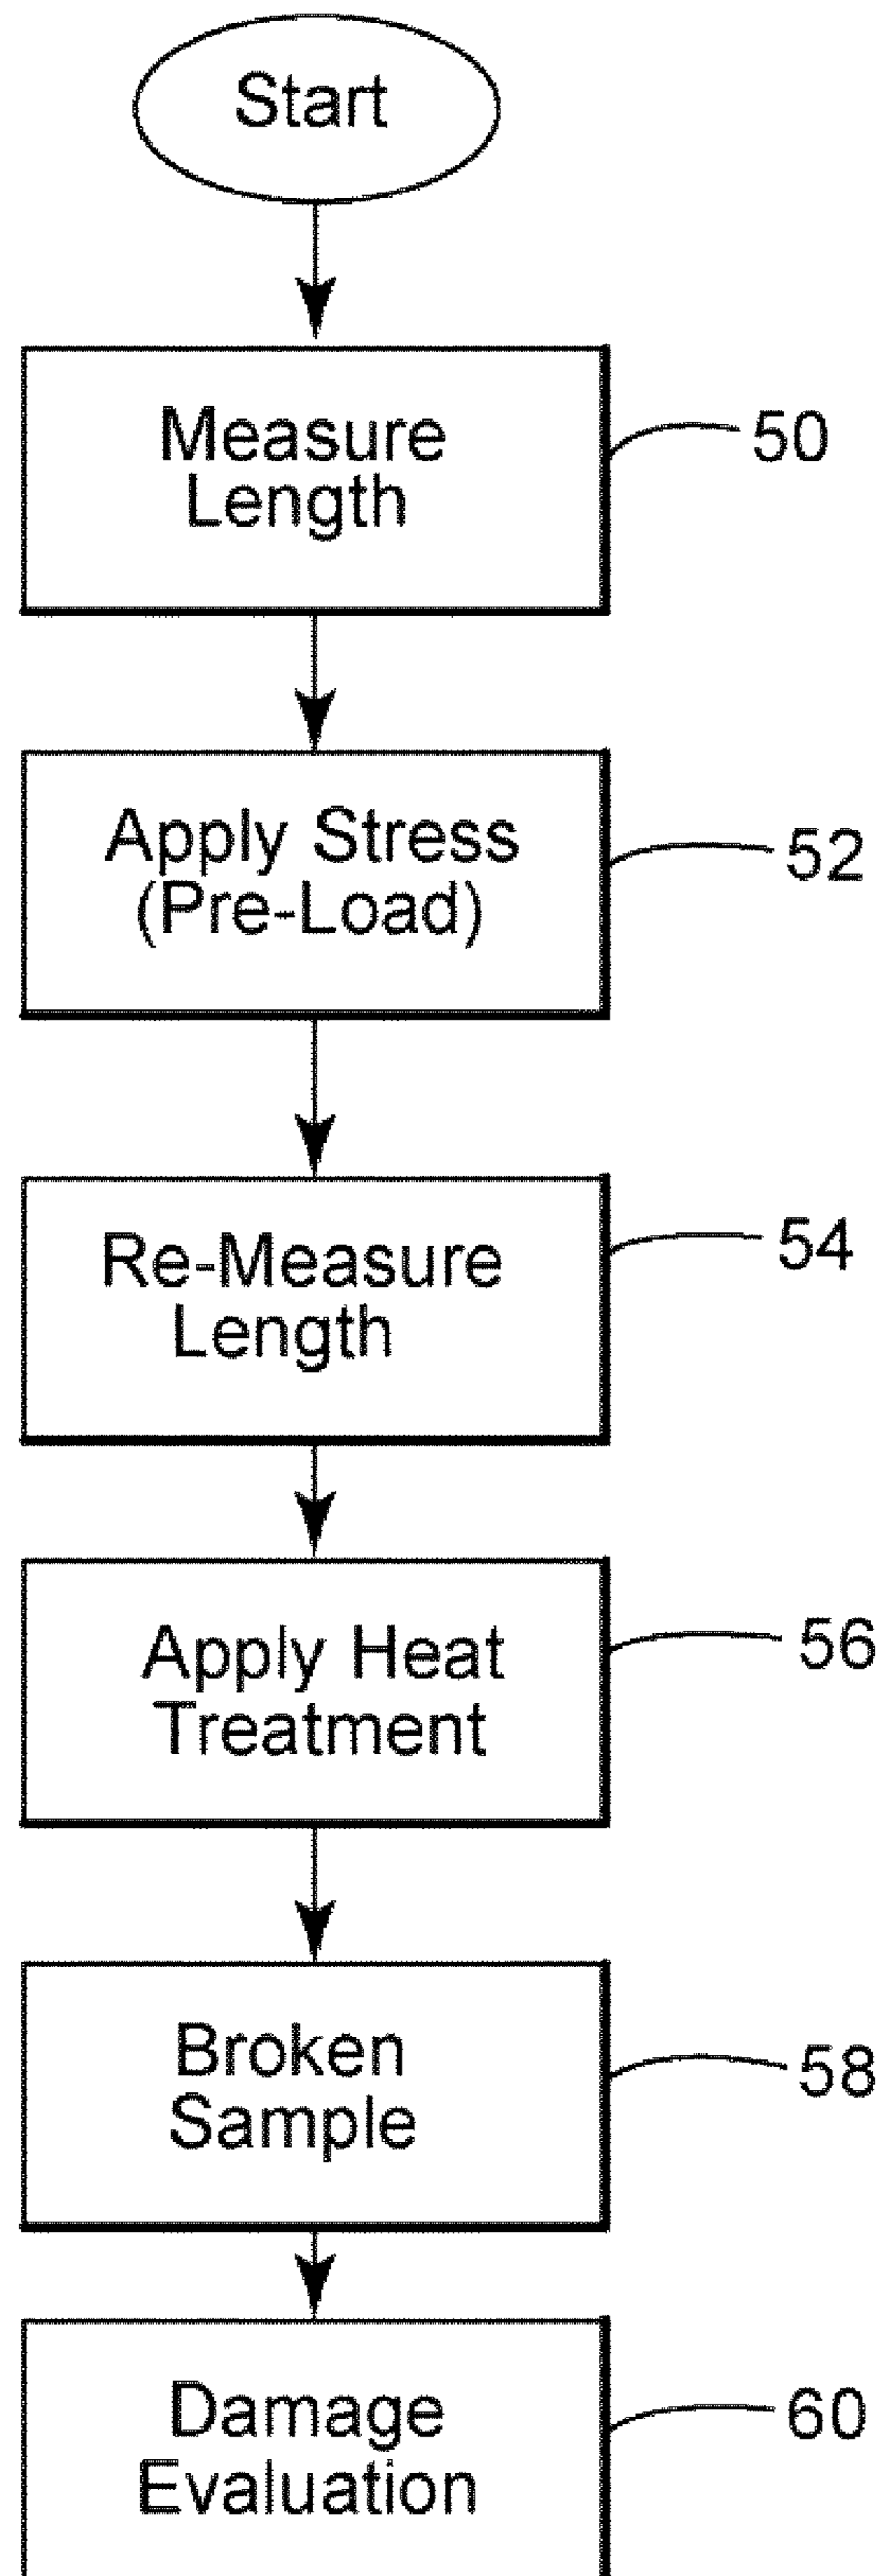 Start
Measure
Length
50
Apply Stress
(Pre-Load)
52
Re-Measure
Length
54
Apply Heat
Treatment
56
Broken
Sample
58
Damage
Evaluation
60